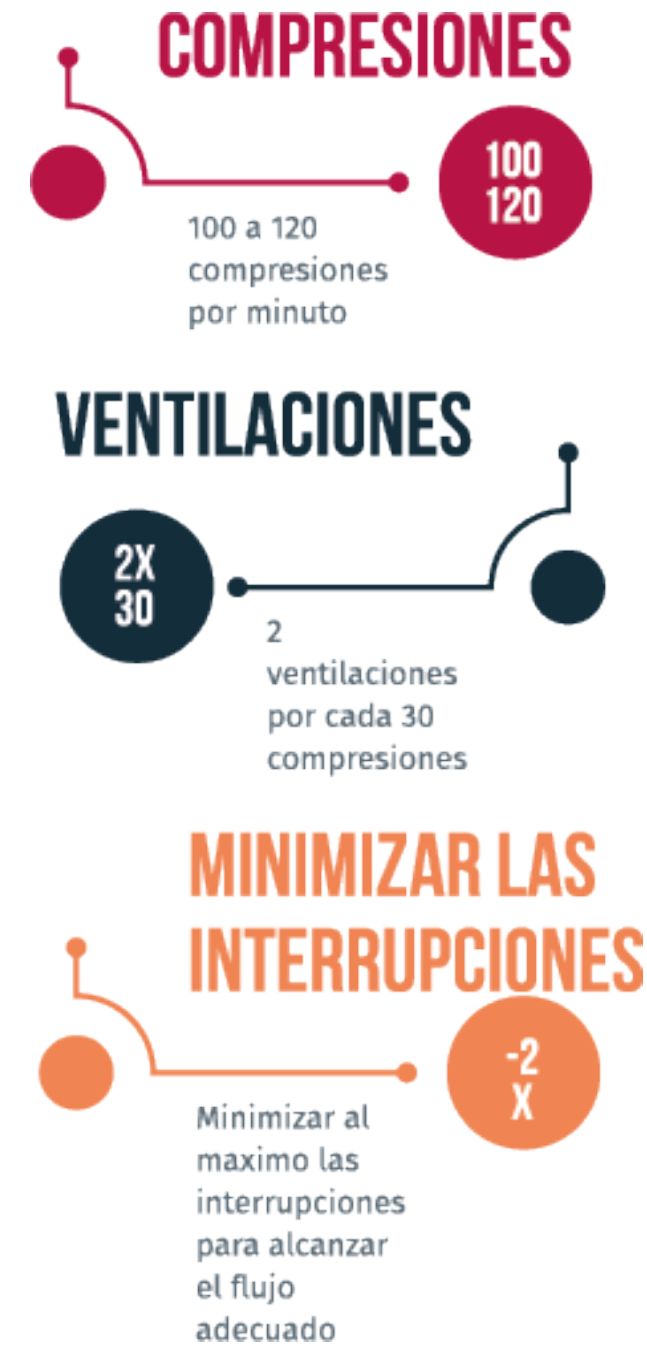 COMPRESIONES
100
120
100 a 120
compresiones
por minuto
VENTILACIONES
2X
30
2
ventilaciones
por cada 30
compresiones
MINIMIZAR LAS
INTERRUPCIONES
-2
X
Minimizar al
maximo las
interrupciones
para alcanzar
el flujo
adecuado